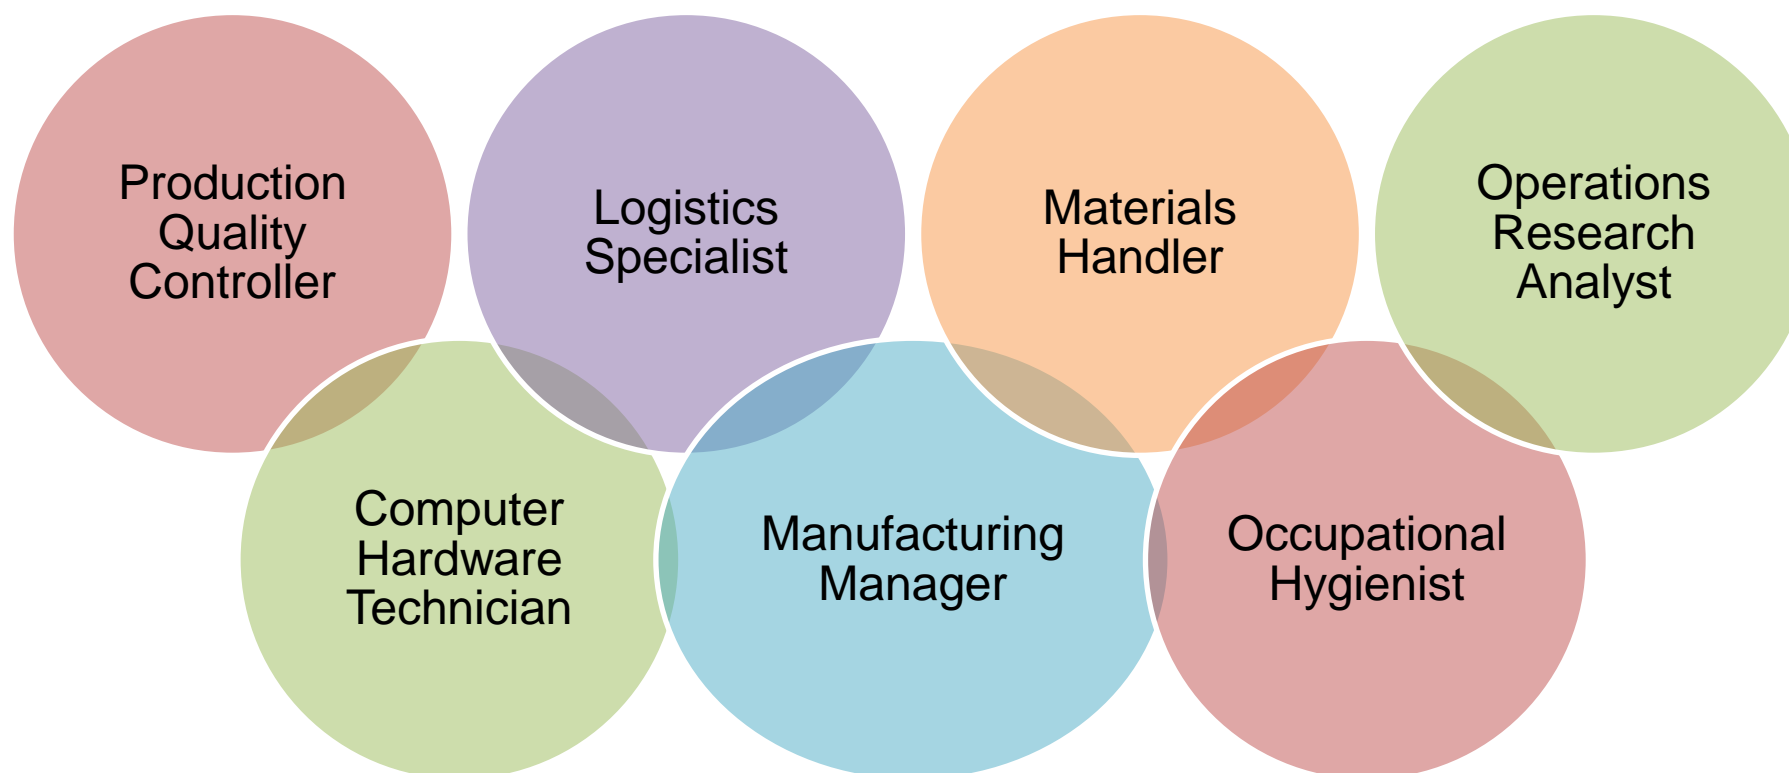 Production
Quality
Controller
Logistics
Specialist
Materials
Handler
Operations
Research
Analyst
Computer
Hardware
Technician
Manufacturing
Manager
Occupational
Hygienist